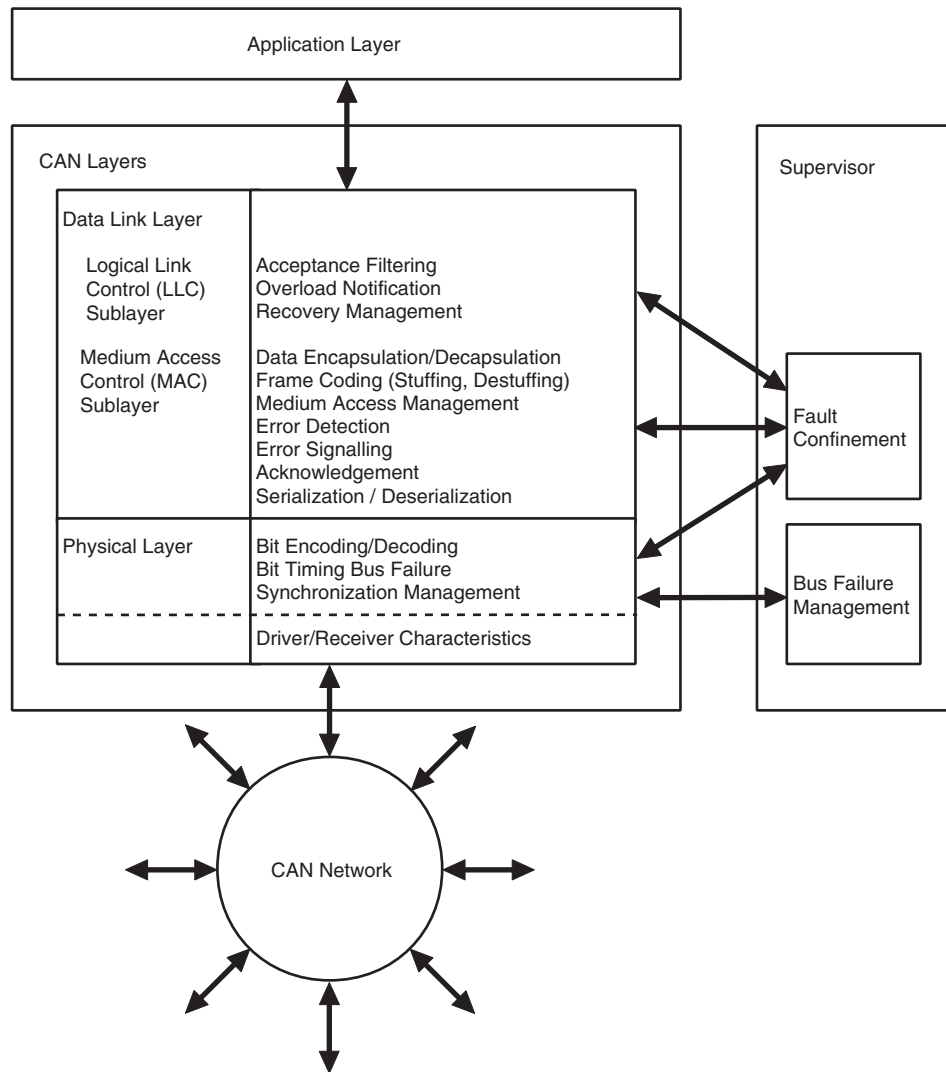 Application Layer
CAN Layers
Supervisor
Data Link Layer
Logical Link
Control (LLC)
Sublayer
Acceptance Filtering
Overload Notification
Recovery Management
Medium Access
Control (MAC)
Sublayer
Data Encapsulation/Decapsulation
Frame Coding (Stuffing, Destuffing)
Medium Access Management
Error Detection
Error Signalling
Acknowledgement
Serialization / Deserialization
Fault
Confinement
Physical Layer
Bit Encoding/Decoding
Bit Timing Bus Failure
Synchronization Management
Bus Failure
Management
Driver/Receiver Characteristics
CAN Network